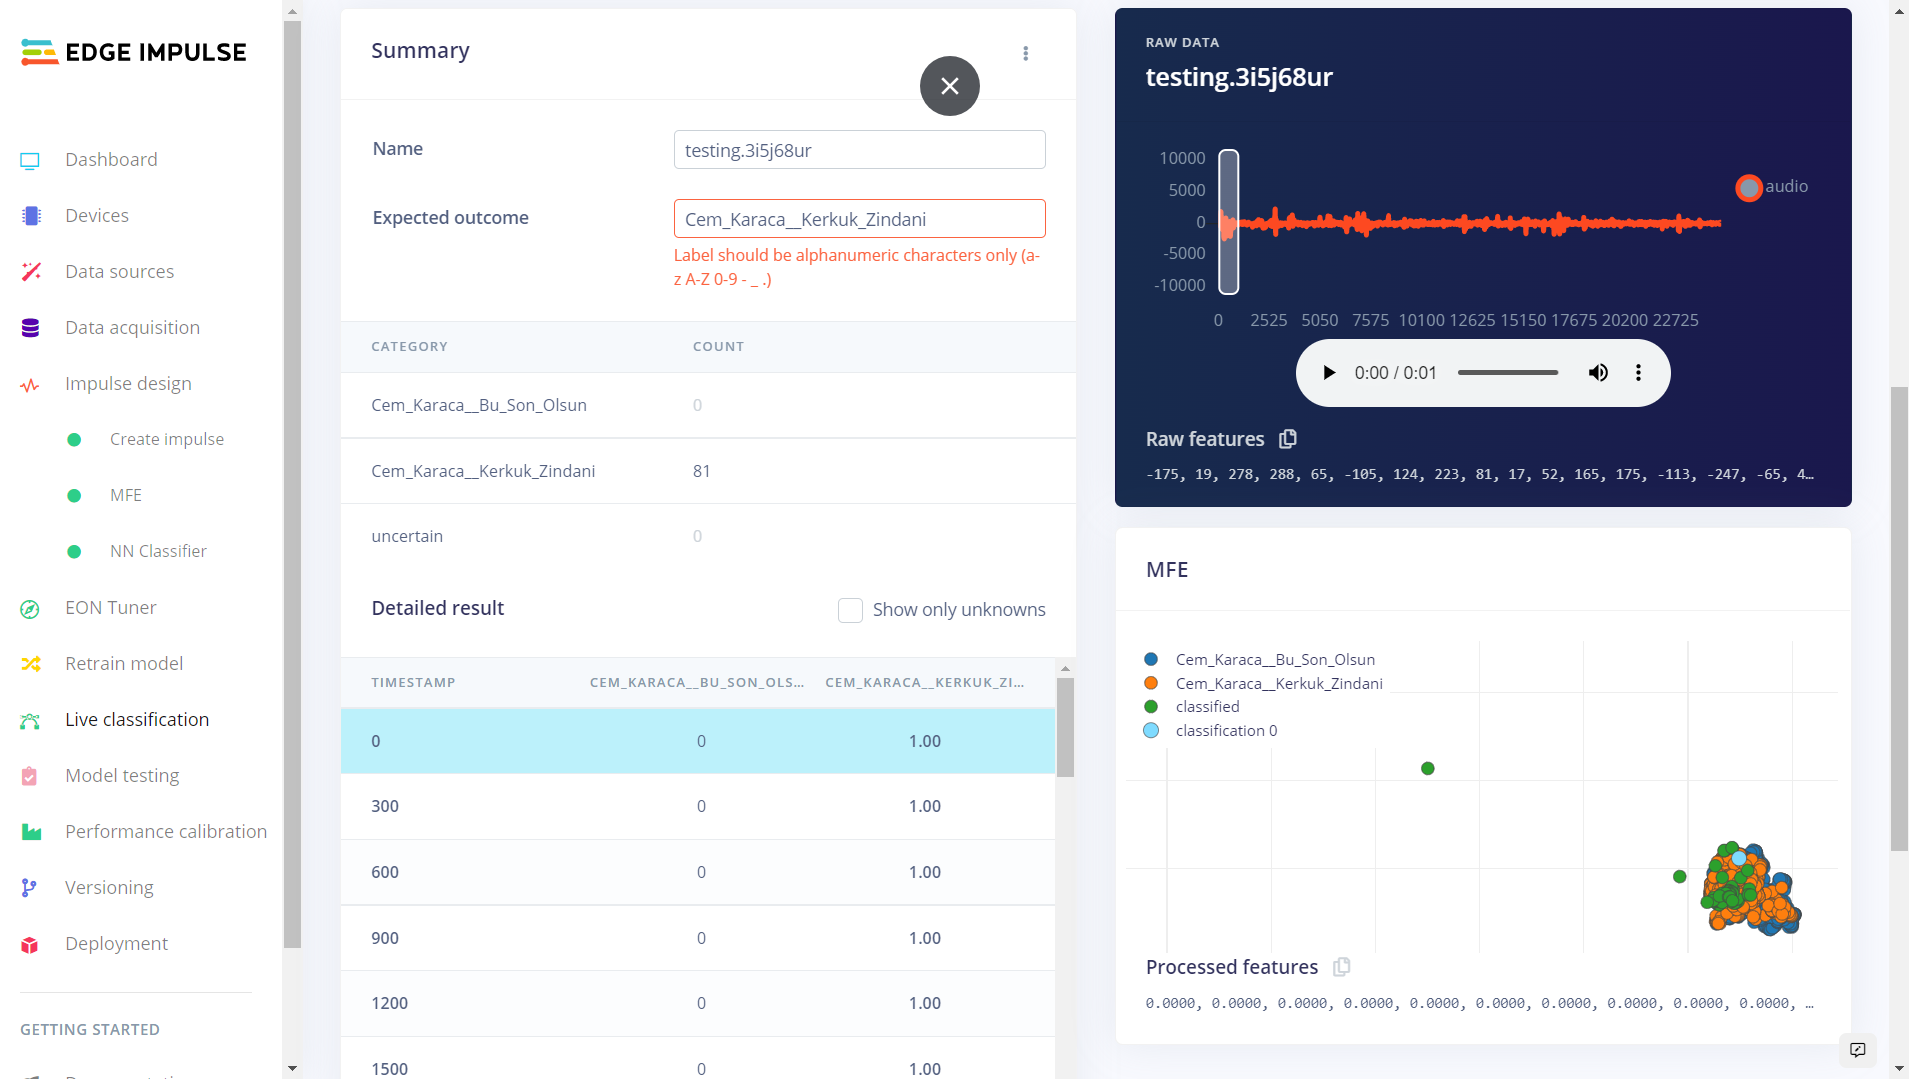 EDGE IMPULSE
Dashboard
Devices
Data sources
Data acquisition
Impulse design
Create impulse
MFE
NN Classifier
EON Tuner
Retrain model
Live classification
Model testing
Performance calibration
Versioning
Deployment
GETTING STARTED
Summary
Name
testing.3i5j68ur
Expected outcome
Cem_Karaca__Kerkuk_Zindani
Label should be alphanumeric characters only (a-
z A-Z 0-9 - _ .)
CATEGORY COUNT
Cem_Karaca__Bu_Son_Olsun 0
Cem_Karaca__Kerkuk_Zindani 81
uncertain 0
Detailed result
Show only unknowns
TIMESTAMP CEM_KARACA__BU_SON_OLS... CEM_KARACA__KERKUK_ZI...
0 0 1.00
300 0 1.00
600 0 1.00
900 0 1.00
1200 0 1.00
1500 0 1.00
RAW DATA
testing.3i5j68ur
10000
5000
0
-5000
-10000
0 2525 5050 7575 10100 12625 15150 17675 20200 22725
audio
0:00 / 0:01
Raw features
-175, 19, 278, 288, 65, -105, 124, 223, 81, 17, 52, 165, 175, -113, -247, -65, 4…
MFE
Cem_Karaca__Bu_Son_Olsun
Cem_Karaca__Kerkuk_Zindani
classified
classification 0
Processed features
0.0000, 0.0000, 0.0000, 0.0000, 0.0000, 0.0000, 0.0000, 0.0000, 0.0000, 0.0000, …